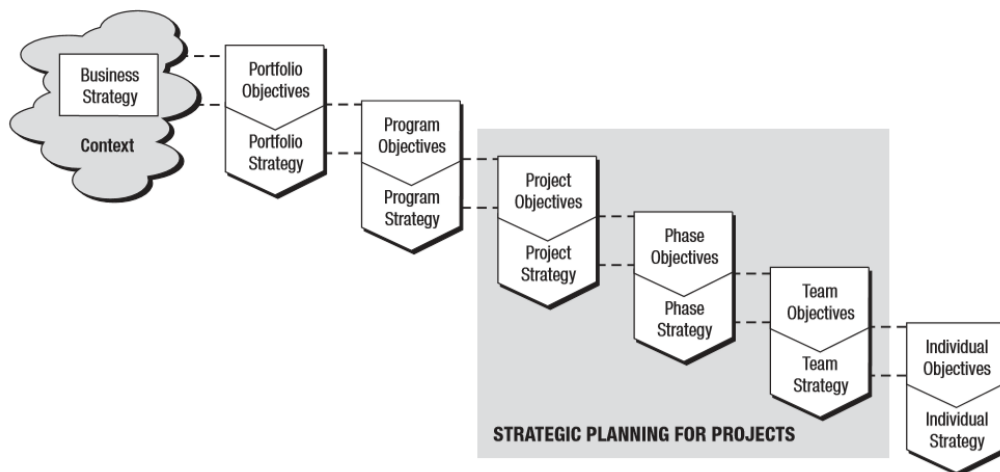 Business
Strategy
Context
Portfolio
Objectives
Portfolio
Strategy
Program
Objectives
Program
Strategy
Project
Objectives
Project
Strategy
Phase
Objectives
Phase
Strategy
Team
Objectives
Team
Strategy
Individual
Objectives
Individual
Strategy
STRATEGIC PLANNING FOR PROJECTS